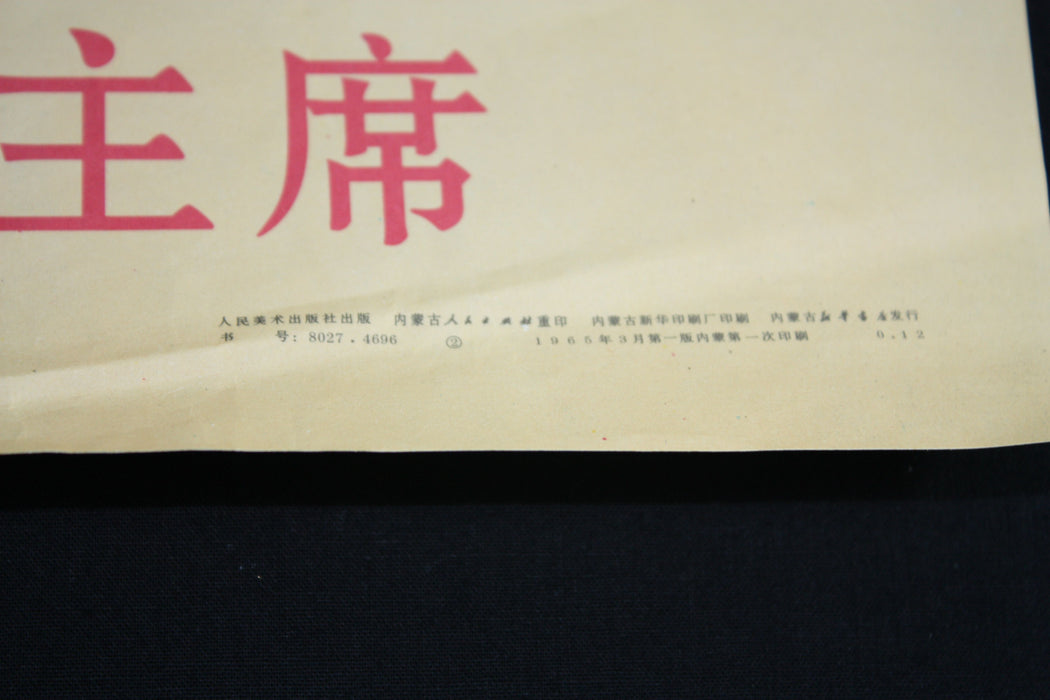 主席
人民美术出版社出版 内蒙古人民出版社重印 内蒙古新华印刷厂印刷 内蒙古新华书店发行
书 号: 8027.4696 ② 1965年3月第一版内蒙第一次印刷 0.12